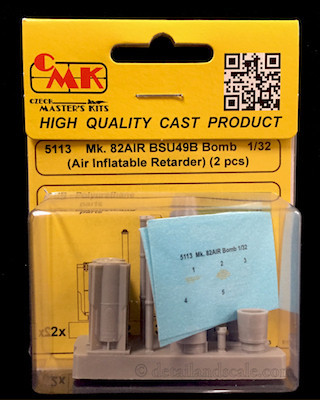 CMK
CZECH
MASTER'S KITS
HIGH QUALITY CAST PRODUCT
5113 Mk. 82AIR BSU49B Bomb 1/32
(Air Inflatable Retarder) (2 pcs)
parts
5113 Mk. 82AIR Bomb 1/32
1 2 3
4 5
2x
© detailandscale.com